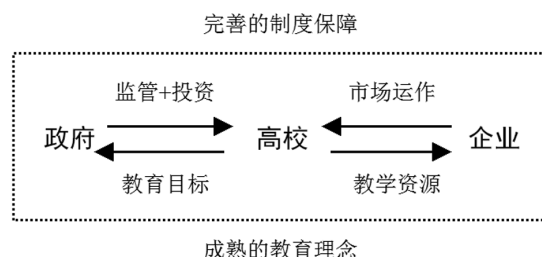 完善的制度保障
监管+投资 市场运作
政府 高校 企业
教育目标 教学资源
成熟的教育理念